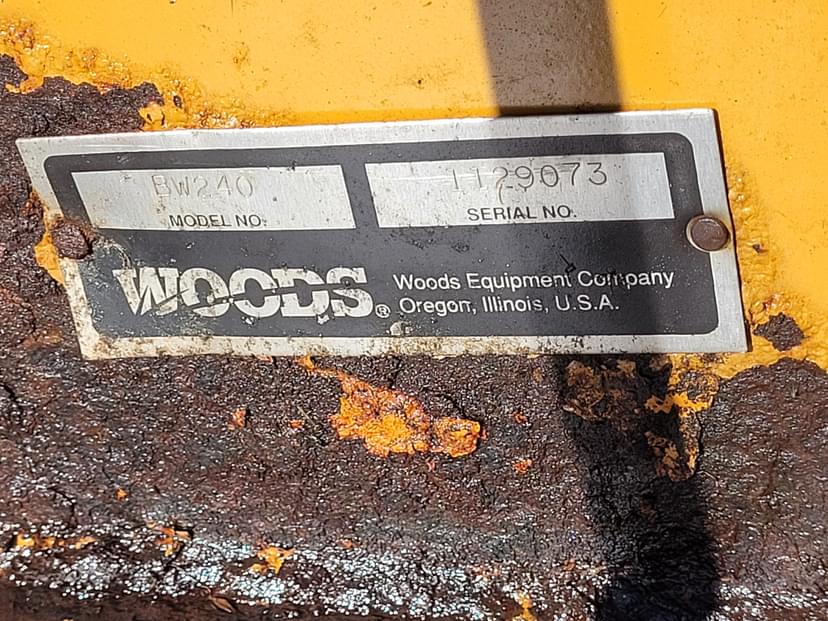 BW240
MODEL NO.
1129073
SERIAL NO.
WOODS®
Woods Equipment Company
Oregon, Illinois, U.S.A.